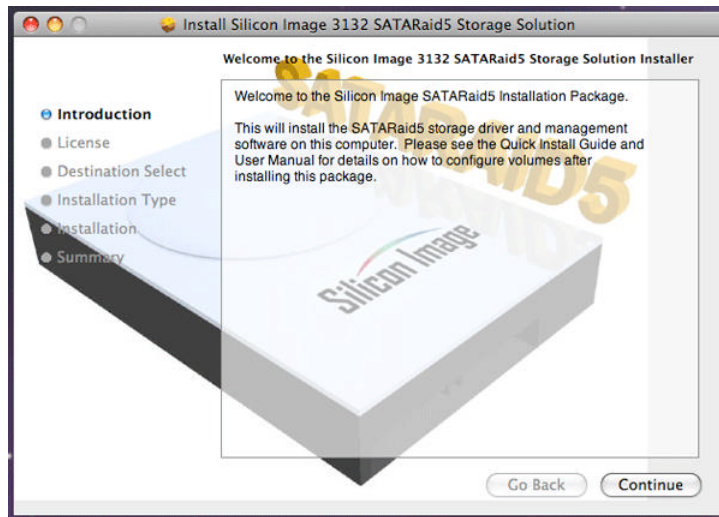 Install Silicon Image 3132 SATARaid5 Storage Solution
Welcome to the Silicon Image 3132 SATARaid5 Storage Solution Installer
Introduction
License
Destination Select
Installation Type
Installation
Summary
Welcome to the Silicon Image SATARaid5 Installation Package.
This will install the SATARaid5 storage driver and management
software on this computer. Please see the Quick Install Guide and
User Manual for details on how to configure volumes after
installing this package.
SATARAID5
Silicon Image
Go Back
Continue